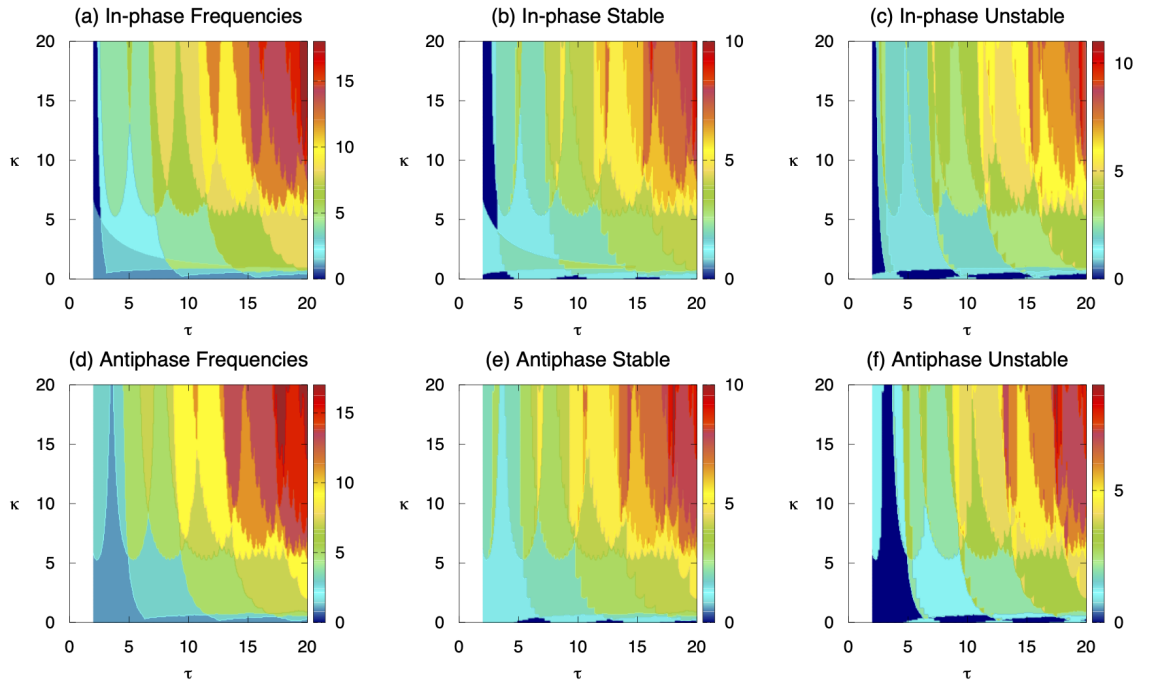 (a) In-phase Frequencies (b) In-phase Stable (c) In-phase Unstable
20 20 10 20
15 10
15 15 15
10
κ 10 κ 10 5 κ 10 5
5
5 5 5
0 0 0 0 0 0
0 5 10 15 20 0 5 10 15 20 0 5 10 15 20
τ τ τ
(d) Antiphase Frequencies (e) Antiphase Stable (f) Antiphase Unstable
20 20 10 20
15
15 15 15
10
κ 10 κ 10 5 κ 10 5
5
5 5 5
0 0 0 0 0 0
0 5 10 15 20 0 5 10 15 20 0 5 10 15 20
τ τ τ